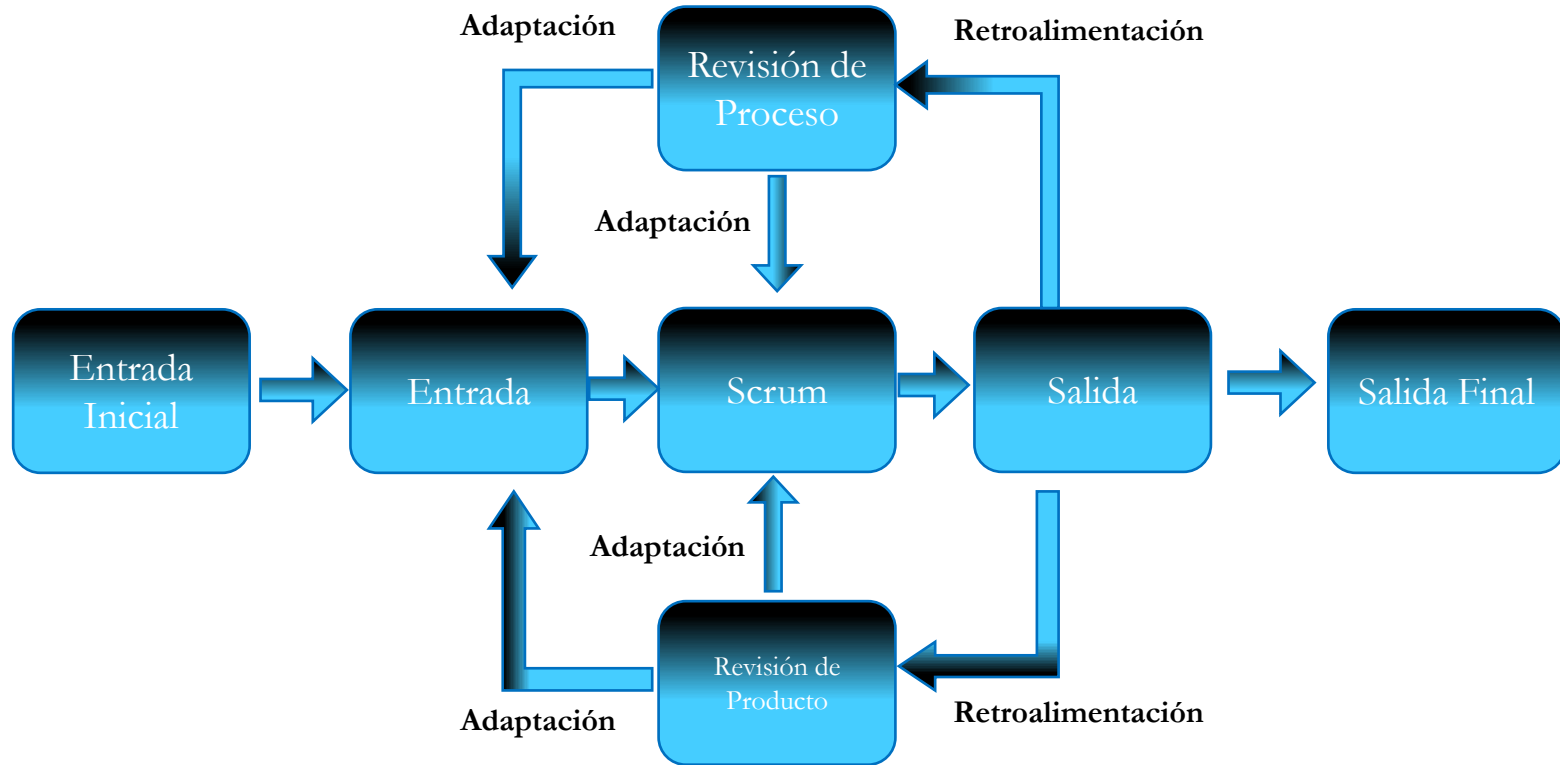 Adaptación
Revisión de
Proceso
Retroalimentación
Adaptación
Entrada
Inicial
Entrada
Scrum
Salida
Salida Final
Adaptación
Revisión de
Producto
Adaptación
Retroalimentación